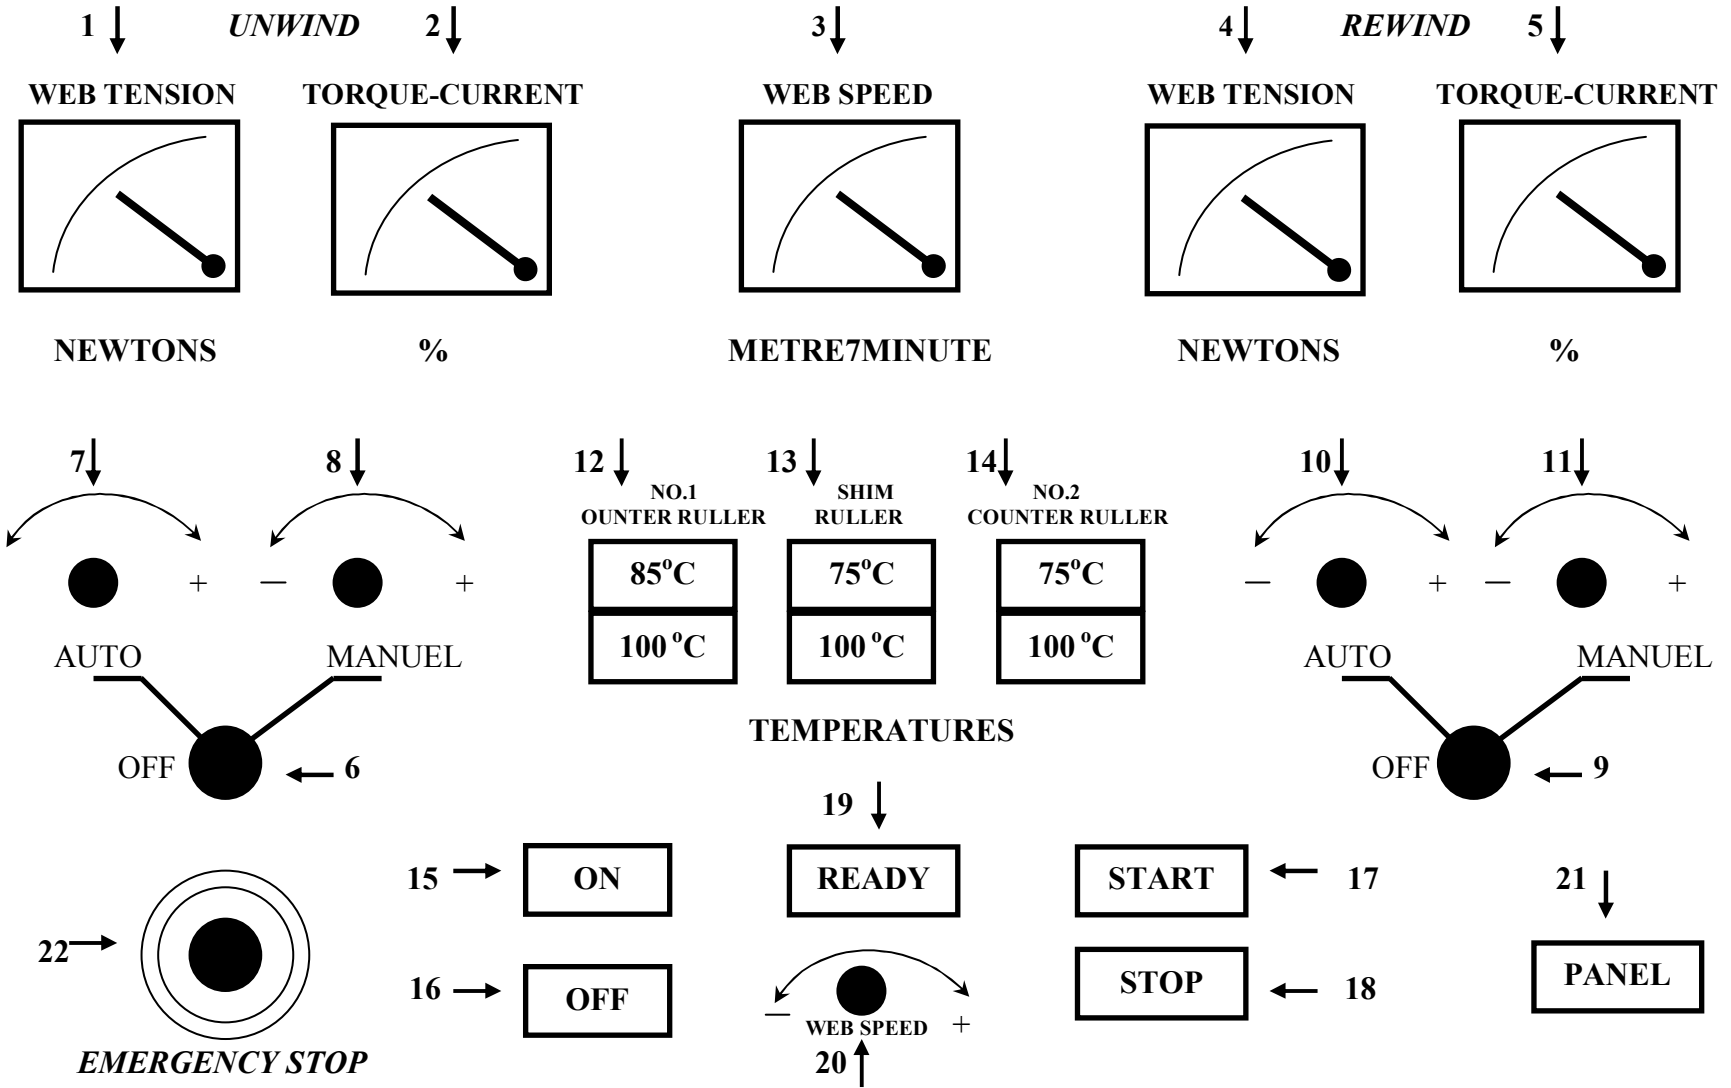 1 UNWIND 2 3 4 REWIND 5
WEB TENSION TORQUE-CURRENT WEB SPEED WEB TENSION TORQUE-CURRENT
NEWTONS % METRE7MINUTE NEWTONS %
7 8 12 13 14 10 11
NO.1 SHIM NO.2
OUNTER RULLER RULLER COUNTER RULLER
85°C 75°C 75°C
+ — + — + — +
100 °C 100 °C 100 °C
AUTO MANUEL AUTO MANUEL
TEMPERATURES
OFF 6 OFF 9
19
15 ON READY START 17 21
22
16 OFF STOP 18 PANEL
— WEB SPEED +
EMERGENCY STOP 20